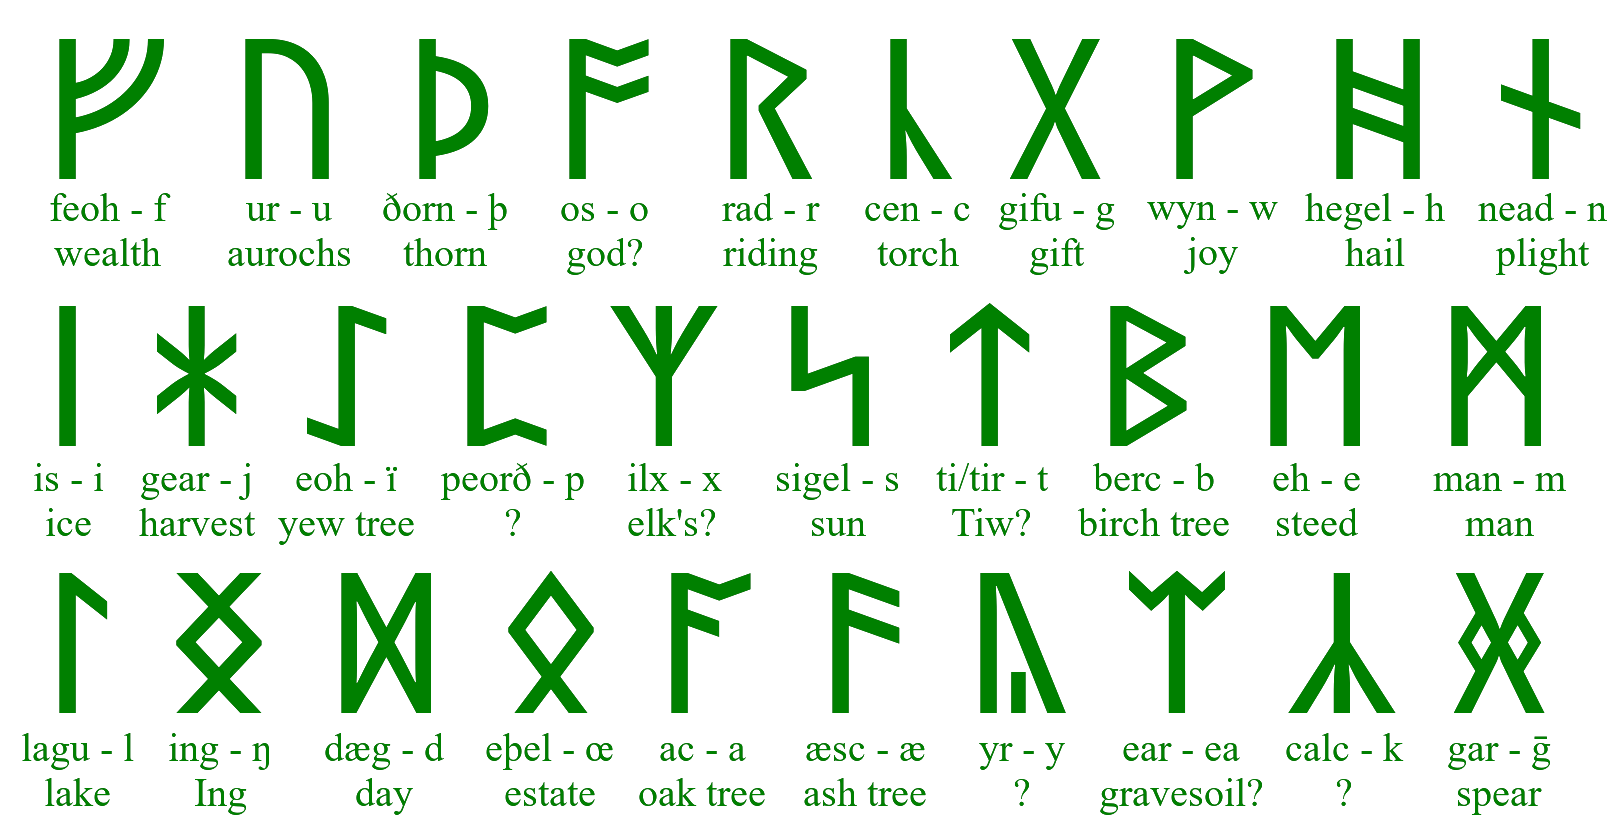 ᚠ ᚢ ᚦ ᚩ ᚱ ᚳ ᚷ ᚹ ᚻ ᚾ
feoh - f ur - u ðorn - þ os - o rad - r cen - c gifu - g wyn - w hegel - h nead - n
wealth aurochs thorn god? riding torch gift joy hail plight
ᛁ ᛡ ᛇ ᛈ ᛉ ᛋ ᛏ ᛒ ᛖ ᛗ
is - i gear - j eoh - ï peorð - p ilx - x sigel - s ti/tir - t berc - b eh - e man - m
ice harvest yew tree ? elk's? sun Tiw? birch tree steed man
ᛚ ᛝ ᛞ ᛟ ᚪ ᚫ ᚣ ᛠ ᛣ ᚸ
lagu - l ing - ŋ dæg - d eþel - œ ac - a æsc - æ yr - y ear - ea calc - k gar - ḡ
lake Ing day estate oak tree ash tree ? gravesoil? ? spear